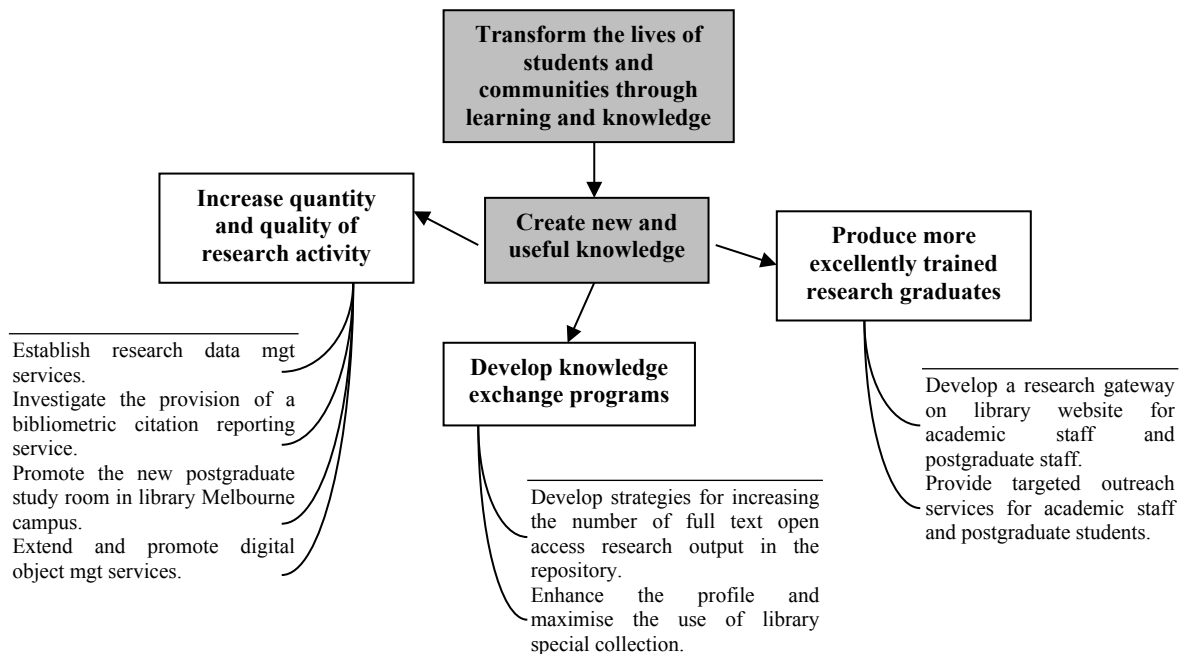 Transform the lives of
students and
communities through
learning and knowledge
Increase quantity
and quality of
research activity
Create new and
useful knowledge
Produce more
excellently trained
research graduates
Establish research data mgt
services.
Investigate the provision of a
bibliometric citation reporting
service.
Promote the new postgraduate
study room in library Melbourne
campus.
Extend and promote digital
object mgt services.
Develop knowledge
exchange programs
Develop strategies for increasing
the number of full text open
access research output in the
repository.
Enhance the profile and
maximise the use of library
special collection.
Develop a research gateway
on library website for
academic staff and
postgraduate staff.
Provide targeted outreach
services for academic staff
and postgraduate students.